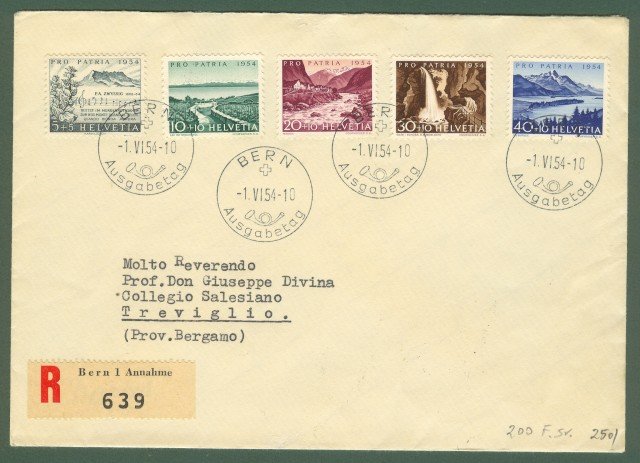 PRO PATRIA 1954
P.A. ZWYSSIG
5+5 HELVETIA
PRO PATRIA 1954
10+10 HELVETIA
PRO PATRIA 1954
20+10 HELVETIA
PRO PATRIA 1954
30+10 HELVETIA
PRO PATRIA 1954
40+10 HELVETIA
BERN
-1.VI.54-10
Ausgabetag
BERN
-1.VI.54-10
Ausgabetag
BERN
-1.VI.54-10
Ausgabetag
BERN
-1.VI.54-10
Ausgabetag
Molto Reverendo
Prof. Don Giuseppe Divina
Collegio Salesiano
Treviglio.
(Prov.Bergamo)
R
Bern 1 Annahme
639
200 F. Sv. 250/